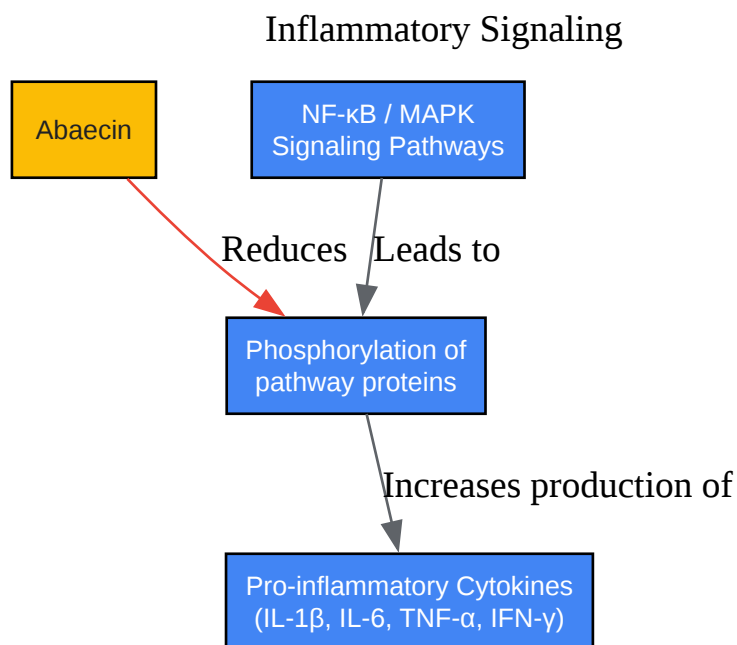 Inflammatory Signaling
Abaecin
NF-κB / MAPK
Signaling Pathways
Reduces
Leads to
Phosphorylation of
pathway proteins
Increases production of
Pro-inflammatory Cytokines
(IL-1β, IL-6, TNF-α, IFN-γ)